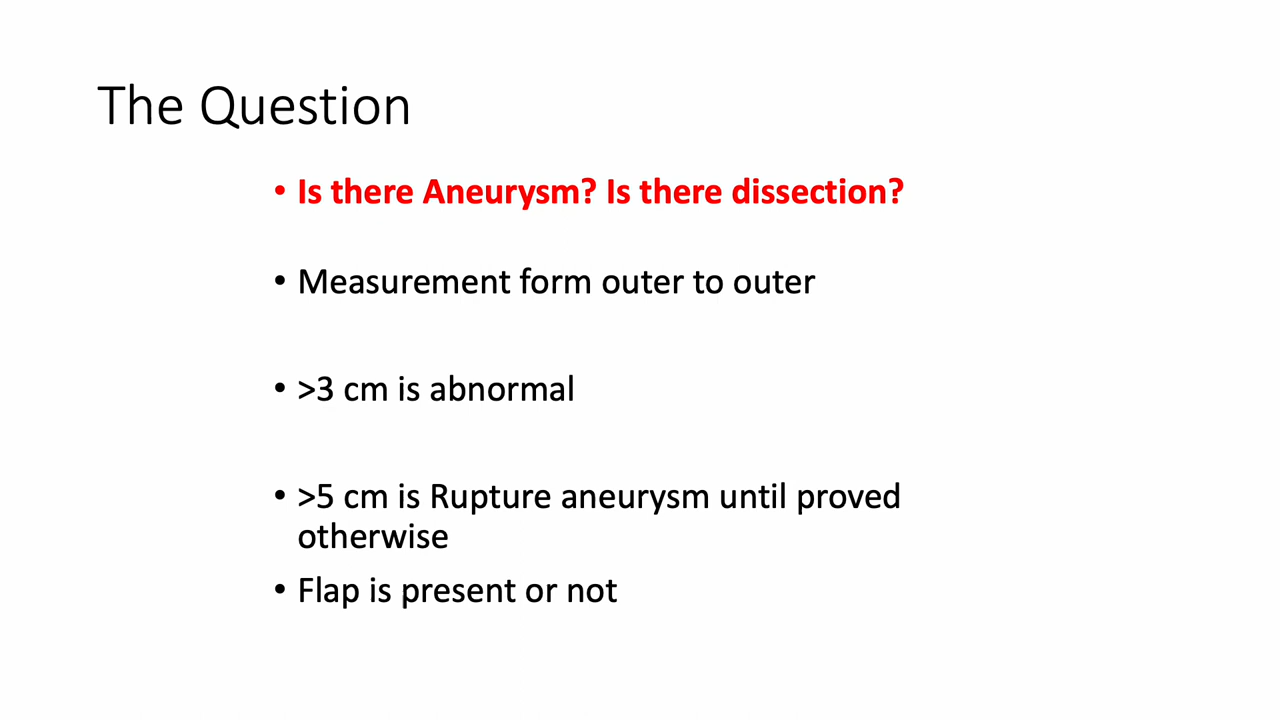 The Question
• Is there Aneurysm? Is there dissection?
• Measurement form outer to outer
• >3 cm is abnormal
• >5 cm is Rupture aneurysm until proved
otherwise
• Flap is present or not